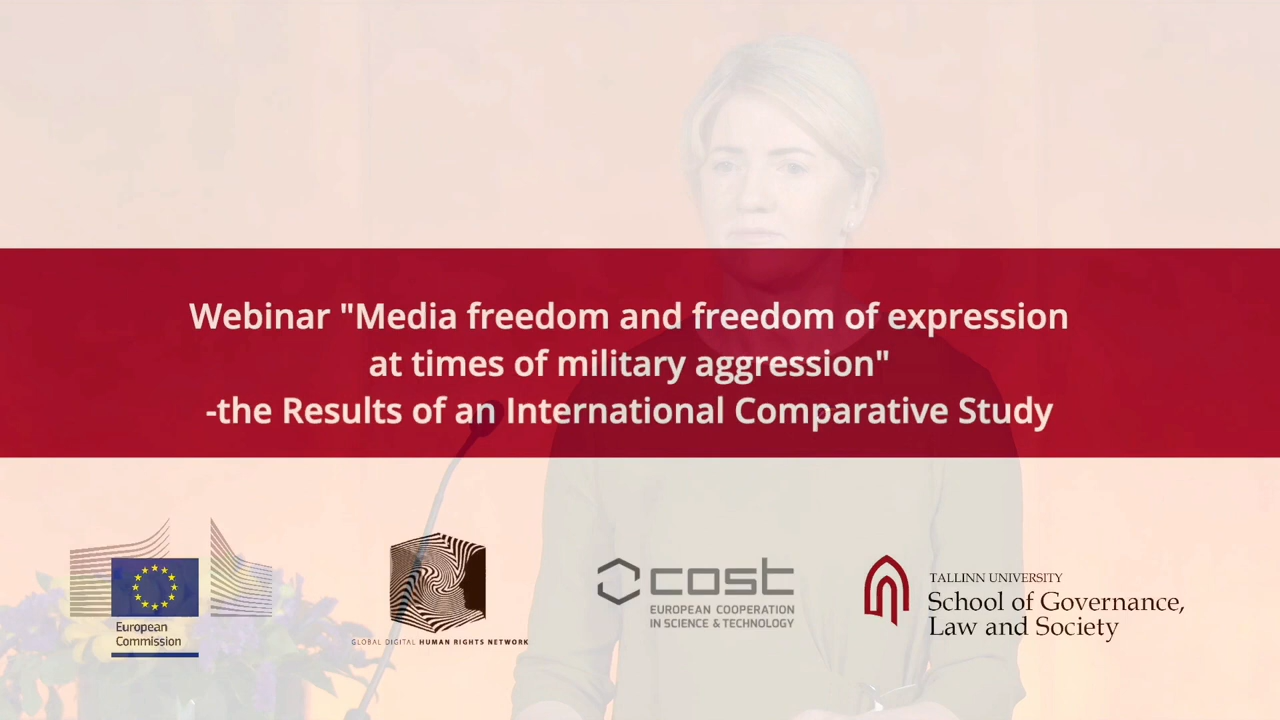 Webinar "Media freedom and freedom of expression
at times of military aggression"
-the Results of an International Comparative Study
European
Commission
GLOBAL DIGITAL HUMAN RIGHTS NETWORK
cost
EUROPEAN COOPERATION
IN SCIENCE & TECHNOLOGY
TALLINN UNIVERSITY
School of Governance,
Law and Society